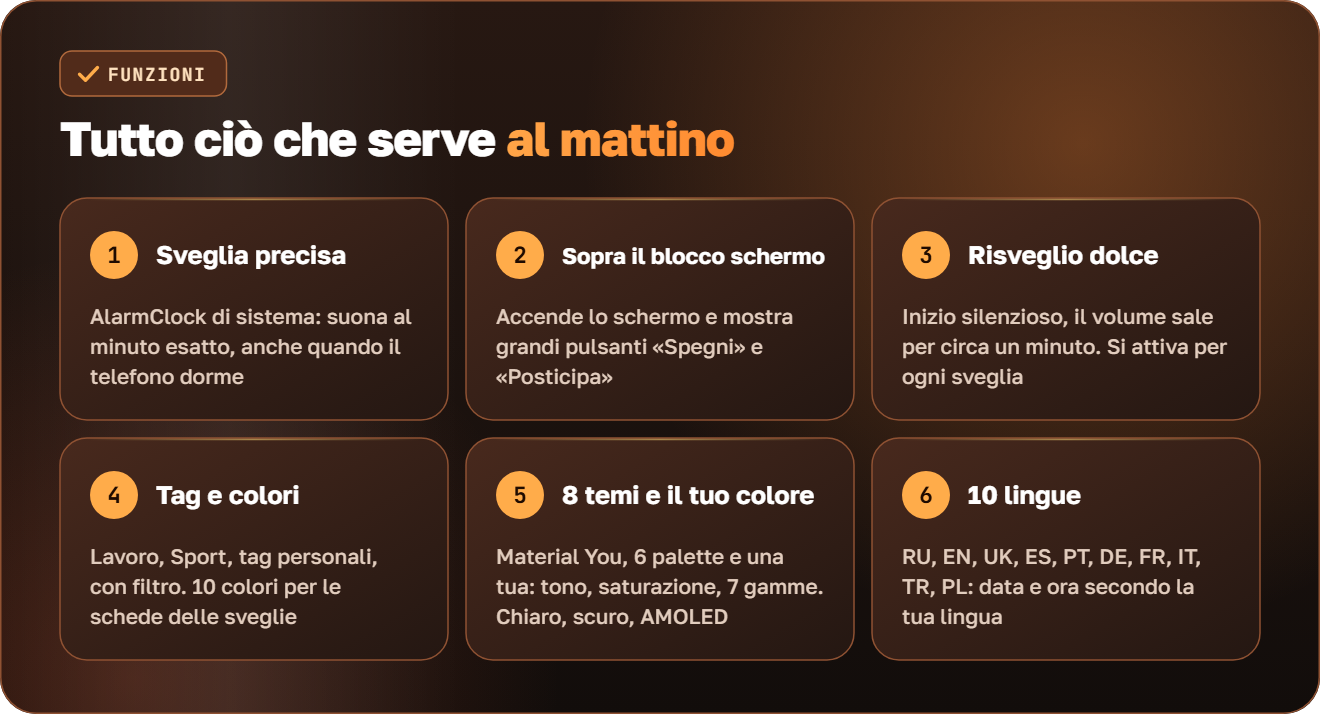 FUNZIONI
Tutto ciò che serve al mattino
1 Sveglia precisa
AlarmClock di sistema: suona al
minuto esatto, anche quando il
telefono dorme
2 Sopra il blocco schermo
Accende lo schermo e mostra
grandi pulsanti «Spegni» e
«Posticipa»
3 Risveglio dolce
Inizio silenzioso, il volume sale
per circa un minuto. Si attiva per
ogni sveglia
4 Tag e colori
Lavoro, Sport, tag personali,
con filtro. 10 colori per le
schede delle sveglie
5 8 temi e il tuo colore
Material You, 6 palette e una
tua: tono, saturazione, 7 gamme.
Chiaro, scuro, AMOLED
6 10 lingue
RU, EN, UK, ES, PT, DE, FR, IT,
TR, PL: data e ora secondo la
tua lingua